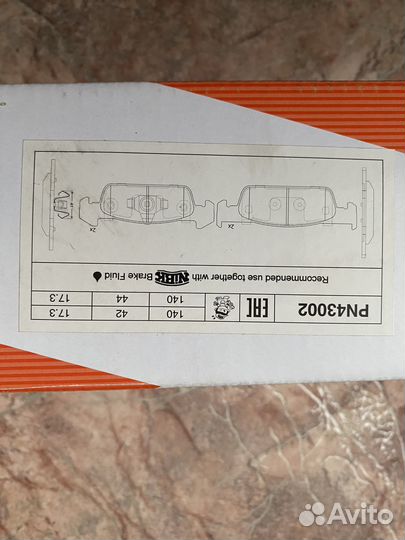 PN43002
EAC
140 42 17.3
140 44 17.3
Recommended use together with NIBK Brake Fluid
2x
2x
Avito